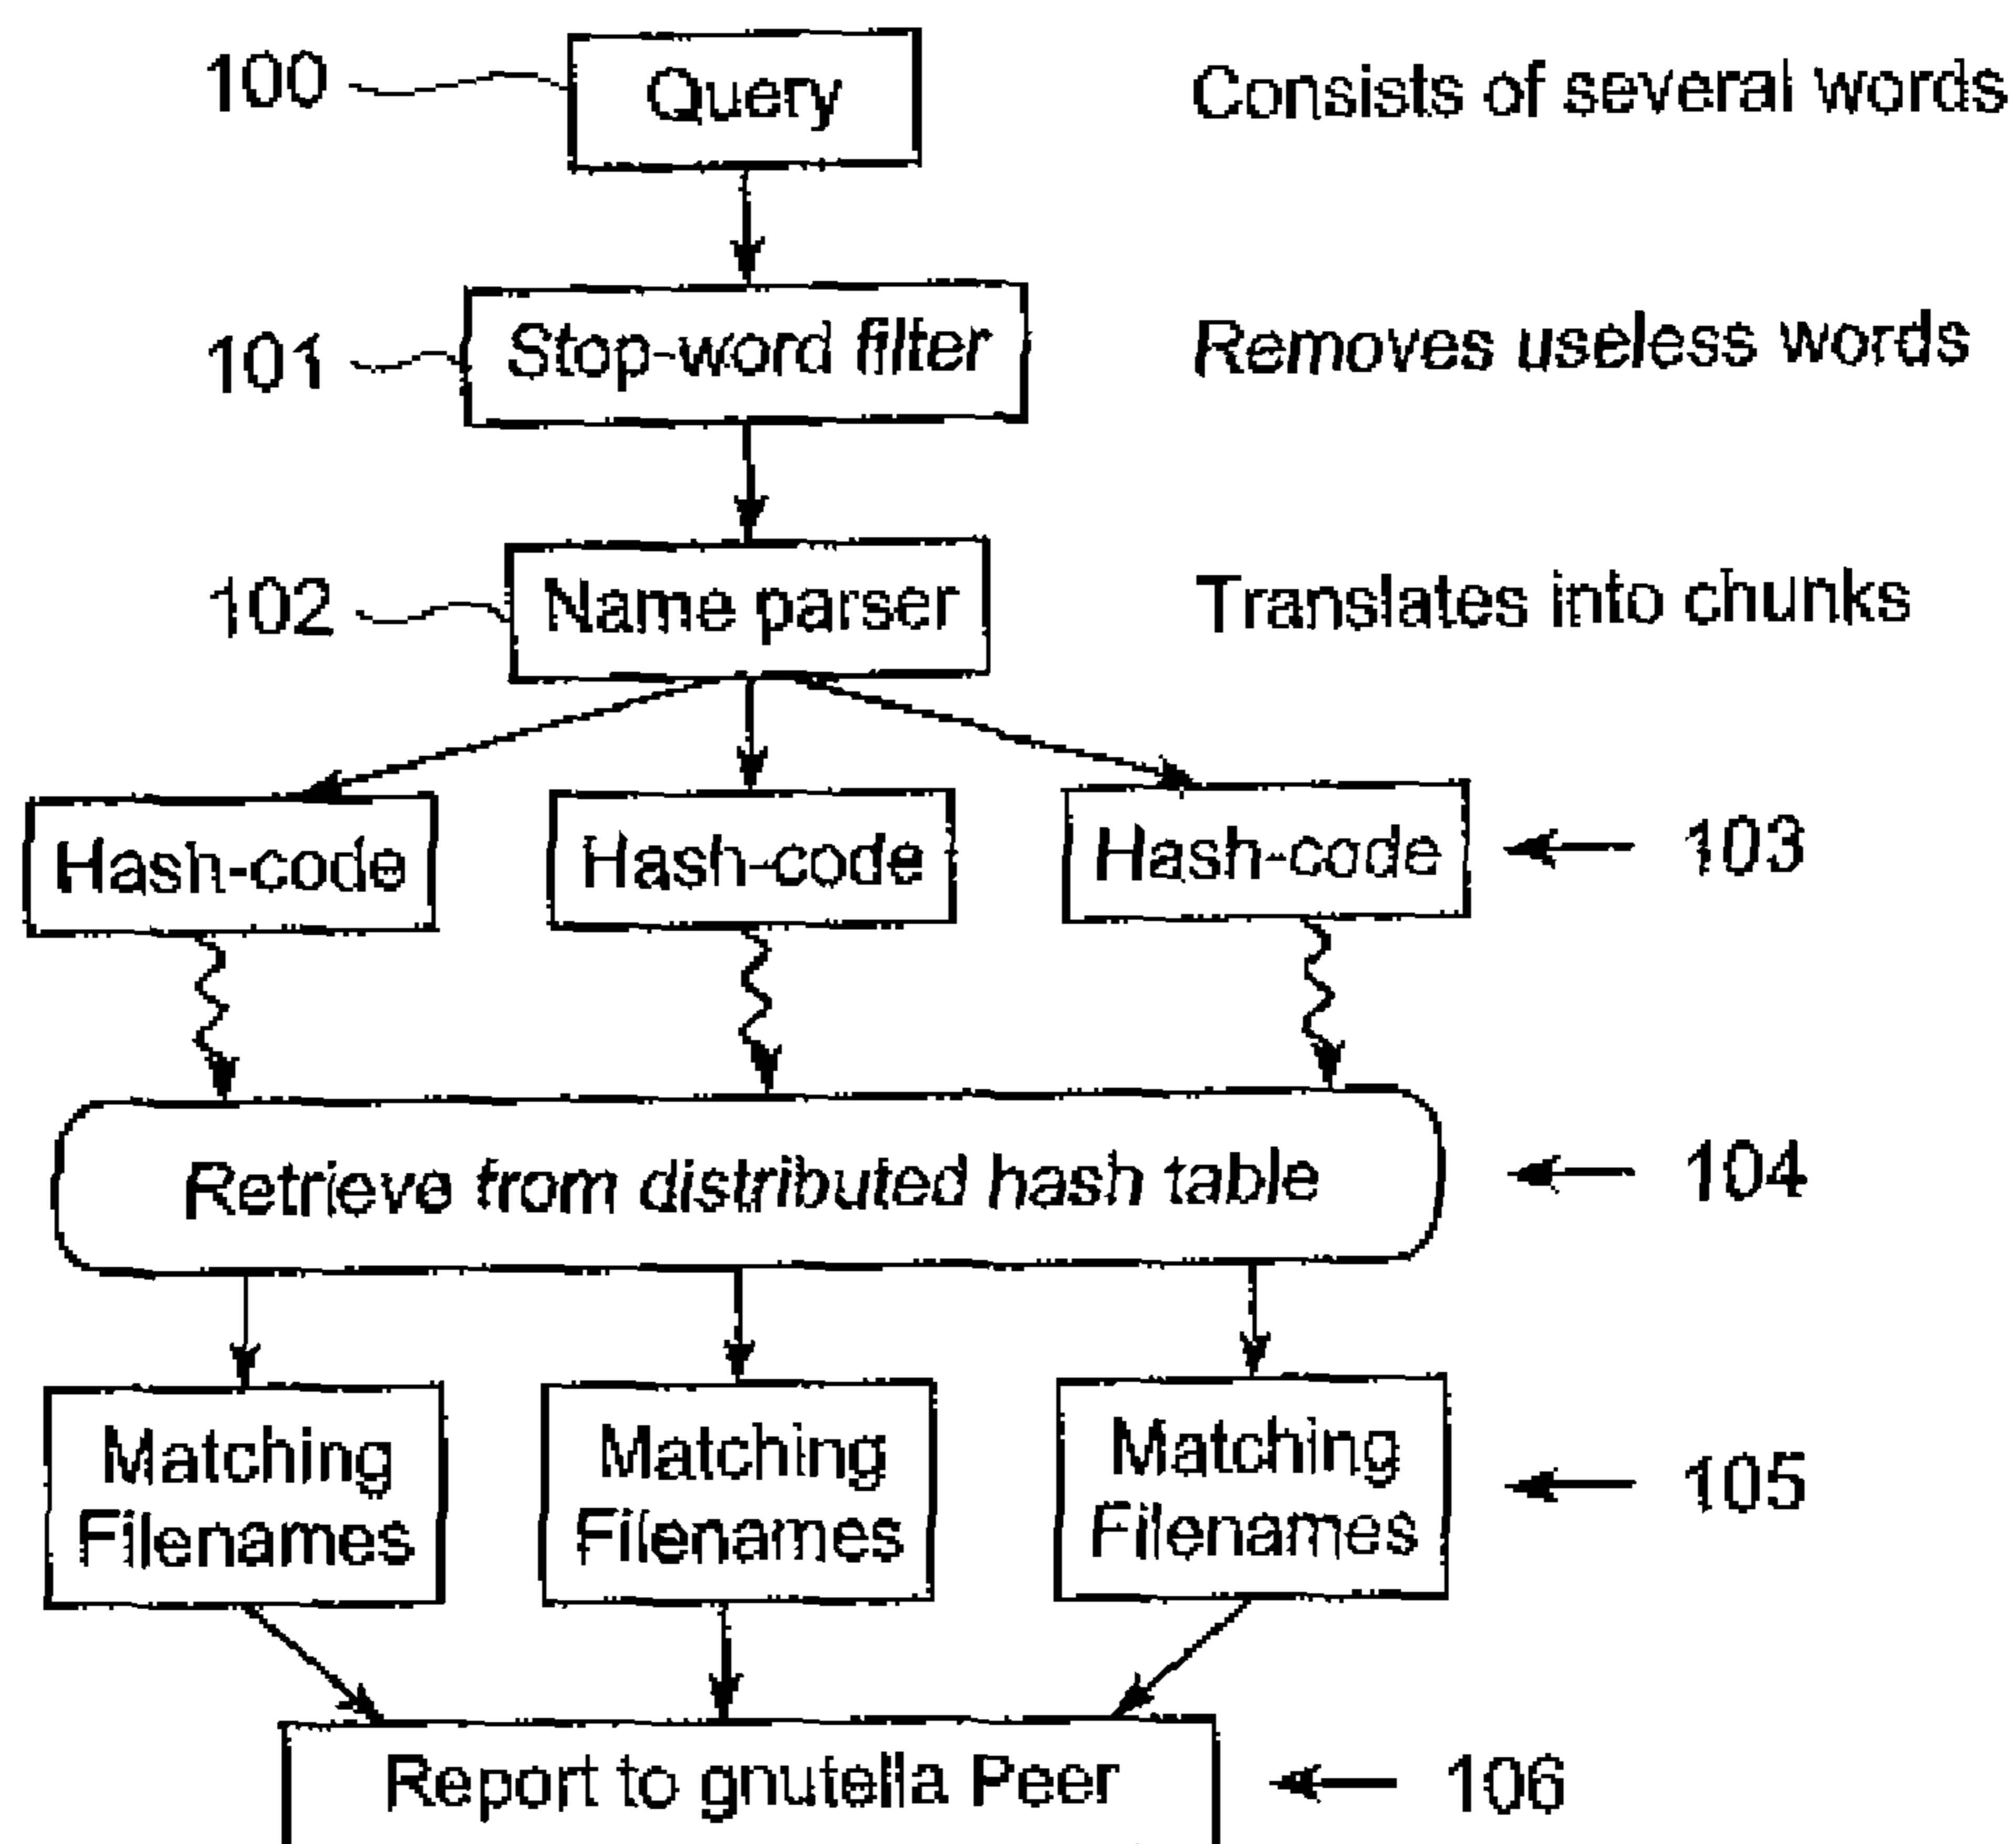 100 Query Consists of several words
101 Stop-word filter Removes useless words
102 Name parser Translates into chunks
Hash-code Hash-code Hash-code 103
Retrieve from distributed hash table 104
Matching Matching Matching
Filenames Filenames Filenames 105
Report to gnutella Peer 106